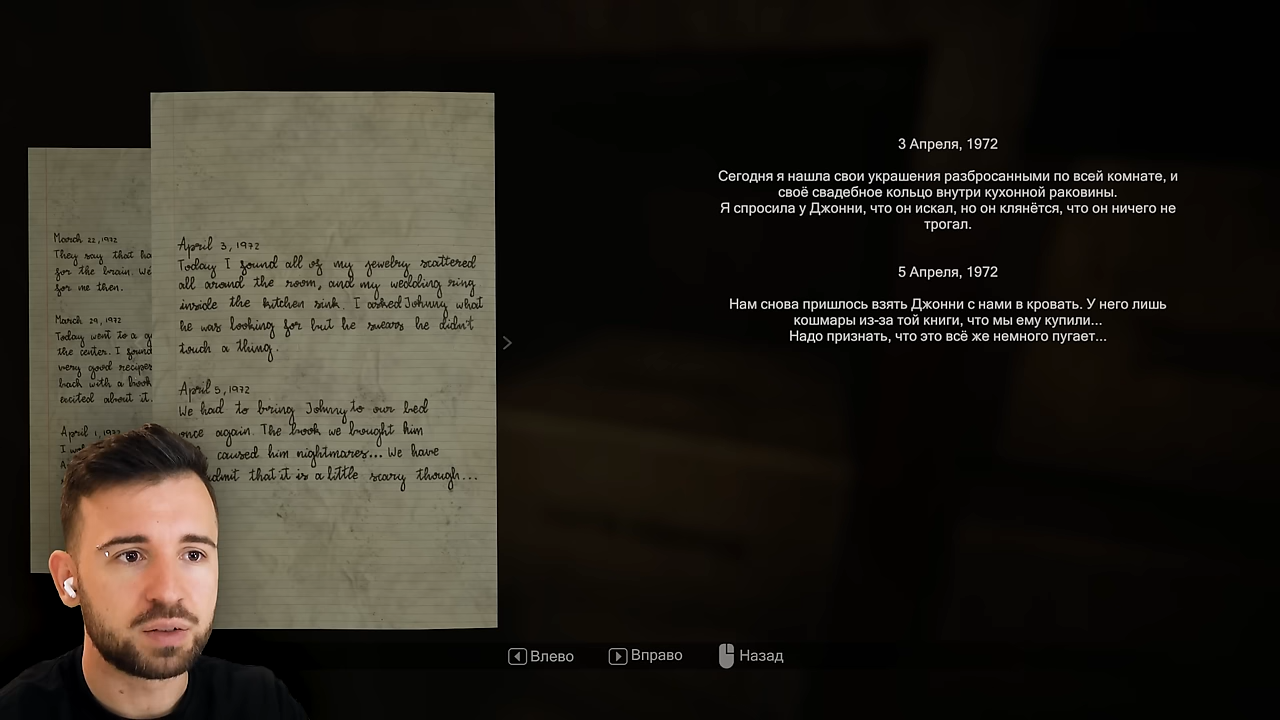 March 22, 1972
They say that ha
for the brain. We
for me then.
March 29, 1972
Today went to a
the center. I found
very good recipes
back with a book
excited about it.
April 1, 1972
April 3, 1972
Today I found all of my jewelry scattered
all around the room, and my wedding ring
inside the kitchen sink. I asked Johnny what
he was looking for but he swears he didn't
touch a thing.
April 5, 1972
We had to bring Johnny to our bed
once again. The book we bought him
caused him nightmares... We have
admit that it is a little scary though...
3 Апреля, 1972
Сегодня я нашла свои украшения разбросанными по всей комнате, и
своё свадебное кольцо внутри кухонной раковины.
Я спросила у Джонни, что он искал, но он клянётся, что он ничего не
трогал.
5 Апреля, 1972
Нам снова пришлось взять Джонни с нами в кровать. У него лишь
кошмары из-за той книги, что мы ему купили...
Надо признать, что это всё же немного пугает...
Влево
Вправо
Назад